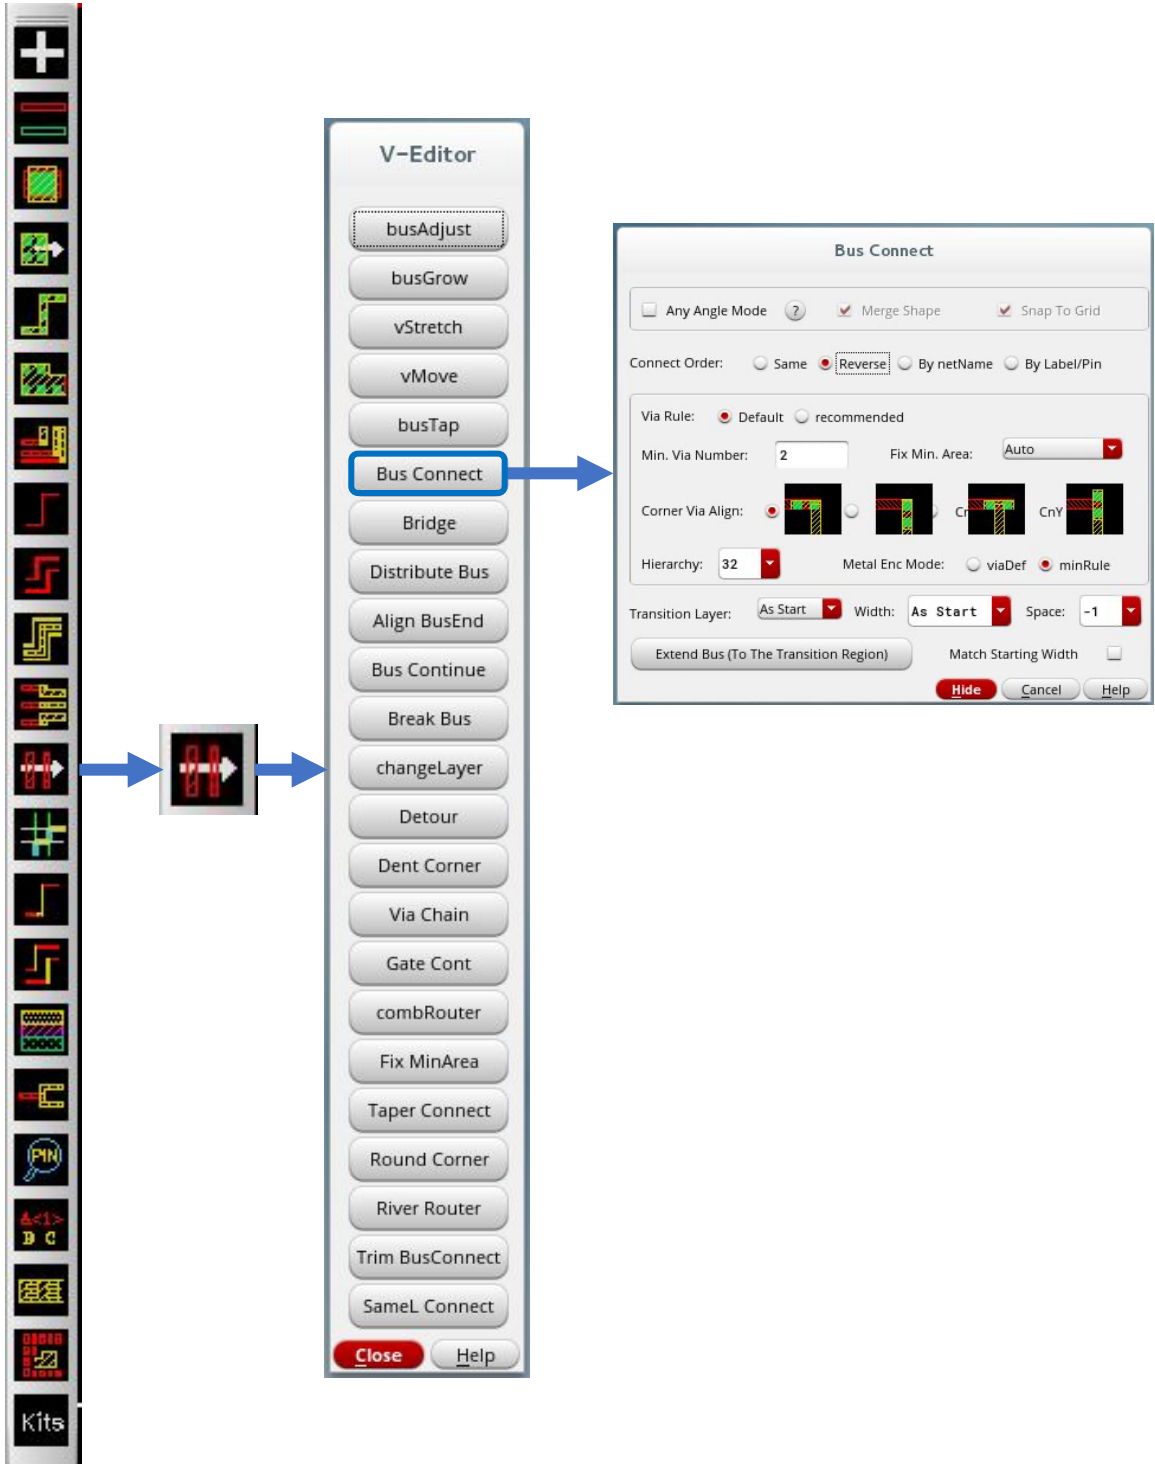 PIN
A<1>
B C
Kits
V-Editor
busAdjust
busGrow
vStretch
vMove
busTap
Bus Connect
Bridge
Distribute Bus
Align BusEnd
Bus Continue
Break Bus
changeLayer
Detour
Dent Corner
Via Chain
Gate Cont
combRouter
Fix MinArea
Taper Connect
Round Corner
River Router
Trim BusConnect
SameL Connect
Close Help
Bus Connect
Any Angle Mode ? Merge Shape Snap To Grid
Connect Order: Same Reverse By netName By Label/Pin
Via Rule: Default recommended
Min. Via Number: 2 Fix Min. Area: Auto
Corner Via Align: CnY
Hierarchy: 32 Metal Enc Mode: viaDef minRule
Transition Layer: As Start Width: As Start Space: -1
Extend Bus (To The Transition Region) Match Starting Width
Hide Cancel Help